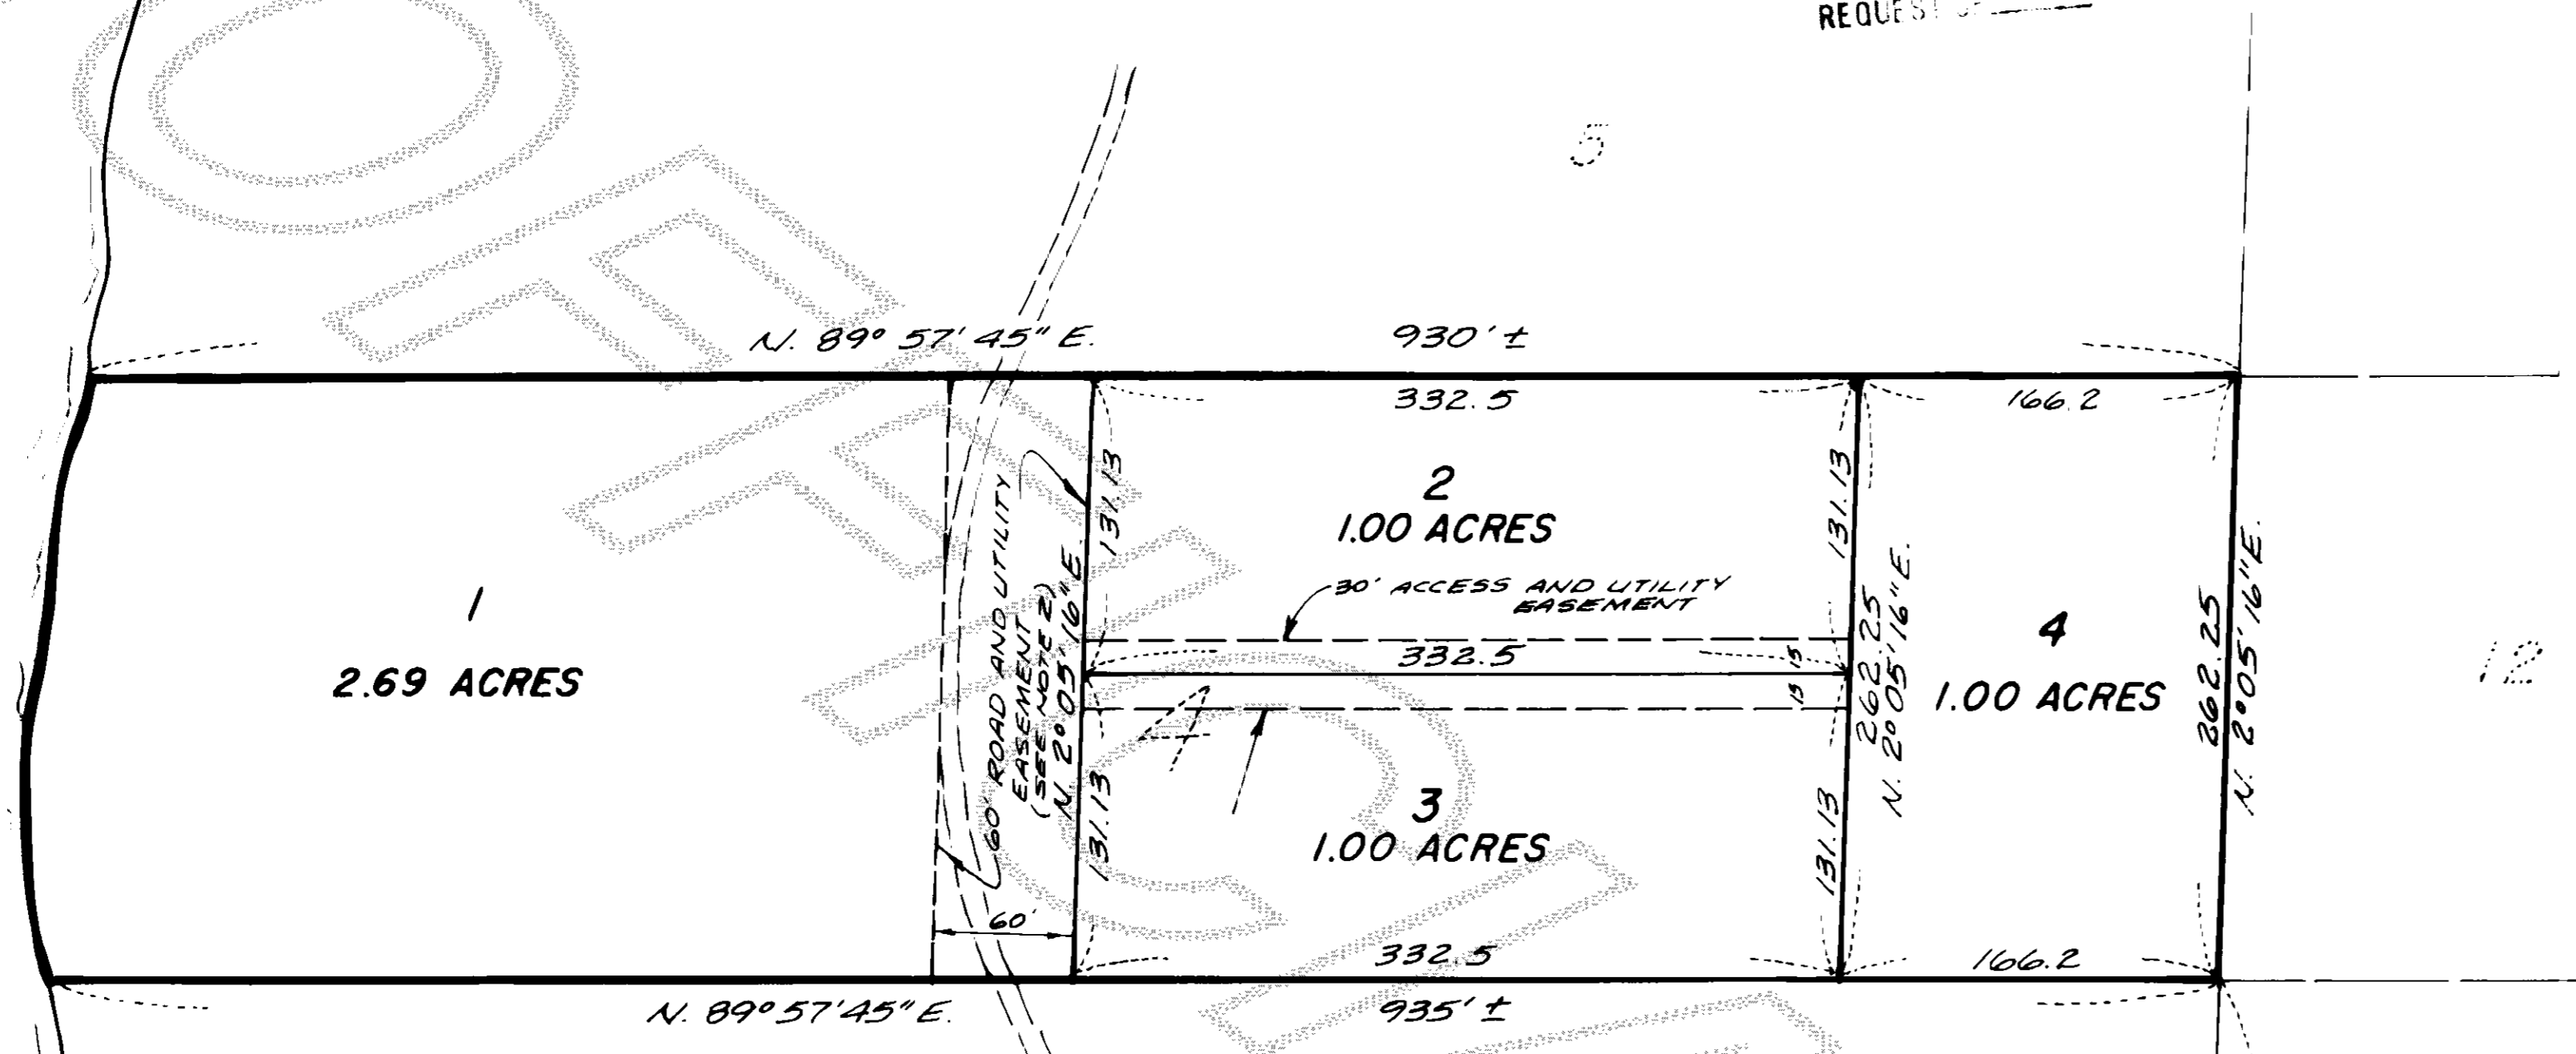 REQUEST OF
5
N. 89° 57' 45" E.
930' ±
332.5
166.2
131.13
131.13
2
1.00 ACRES
30' ACCESS AND UTILITY
EASEMENT
332.5
15
15
1
2.69 ACRES
60' ROAD AND UTILITY
EASEMENT
(SEE NOTE 2)
N. 2° 05' 16" E.
262.25
N. 2° 05' 16" E.
4
1.00 ACRES
262.25
N. 2° 05' 16" E.
12
4
131.13
131.13
3
1.00 ACRES
60'
332.5
166.2
N. 89° 57' 45" E.
935' ±